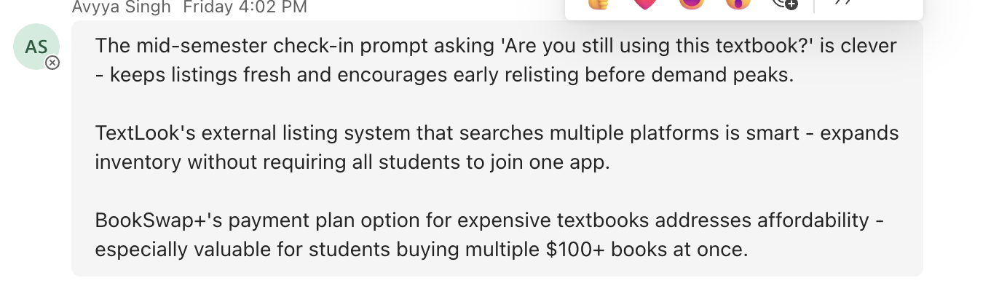 Avyya Singh Friday 4:02 PM
AS
The mid-semester check-in prompt asking 'Are you still using this textbook?' is clever
- keeps listings fresh and encourages early relisting before demand peaks.
TextLook's external listing system that searches multiple platforms is smart - expands
inventory without requiring all students to join one app.
BookSwap+'s payment plan option for expensive textbooks addresses affordability -
especially valuable for students buying multiple $100+ books at once.